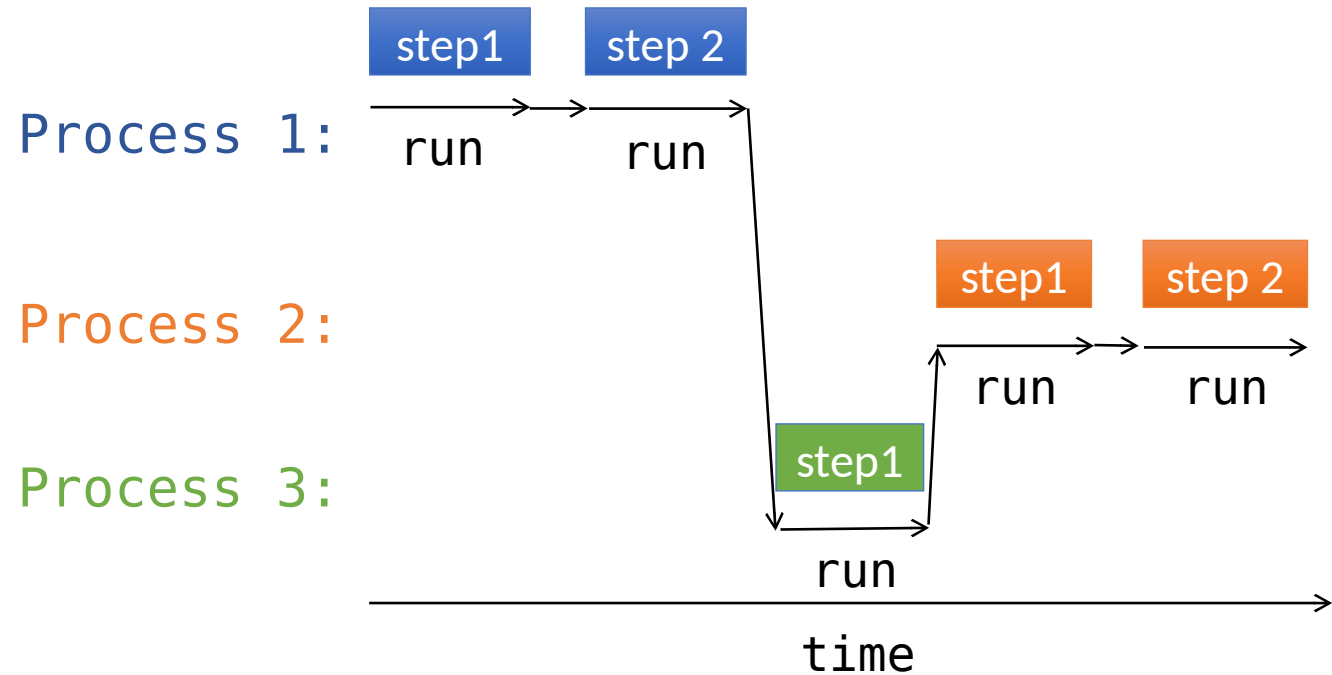 step1 step 2
Process 1:
run run
step1 step 2
Process 2:
run run
step1
Process 3:
run
time